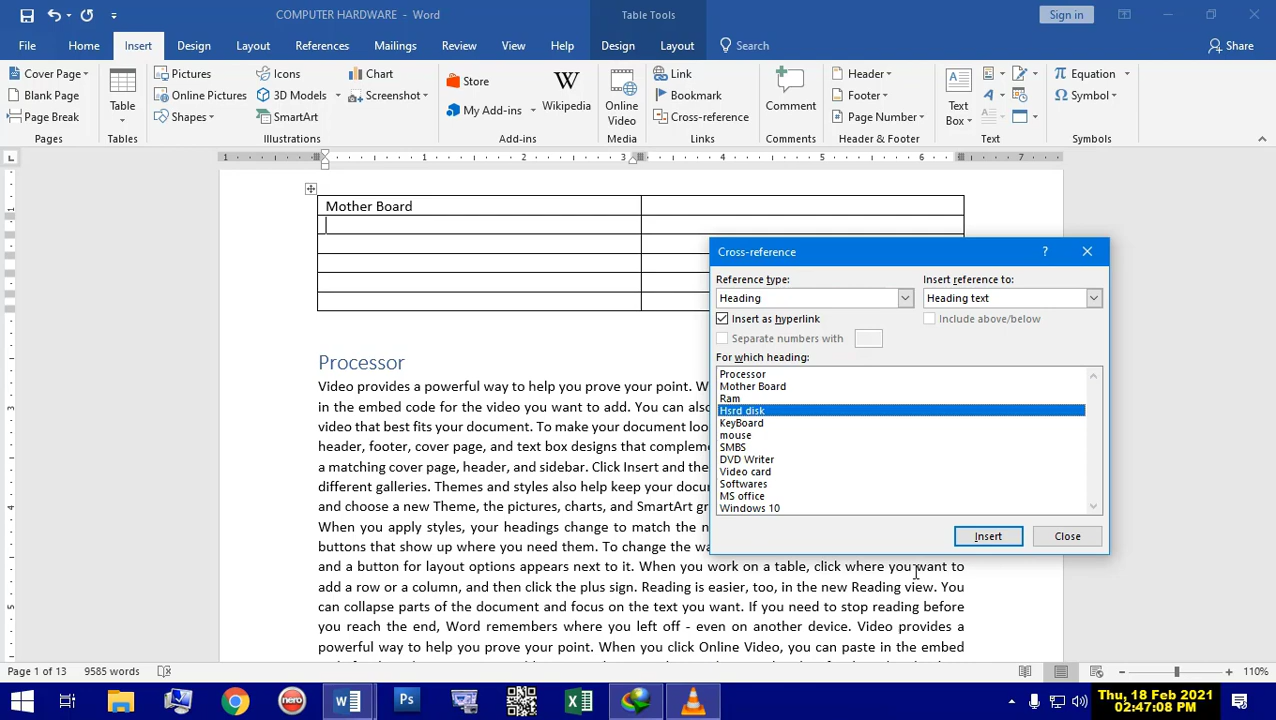 COMPUTER HARDWARE - Word
Table Tools
Sign in
File Home Insert Design Layout References Mailings Review View Help Design Layout Search Share
Cover Page
Blank Page
Page Break
Pages
Table
Tables
Pictures
Online Pictures
Shapes
Icons
3D Models
SmartArt
Chart
Screenshot
Illustrations
Store
My Add-ins
Wikipedia
Add-ins
Online
Video
Media
Link
Bookmark
Cross-reference
Links
Comment
Comments
Header
Footer
Page Number
Header & Footer
Text
Box
Text
Equation
Symbol
Symbols
1 1 2 3 4 5 6 7
Mother Board
Processor
Video provides a powerful way to help you prove your point. W
in the embed code for the video you want to add. You can also
video that best fits your document. To make your document loo
header, footer, cover page, and text box designs that compleme
a matching cover page, header, and sidebar. Click Insert and the
different galleries. Themes and styles also help keep your docu
and choose a new Theme, the pictures, charts, and SmartArt gr
When you apply styles, your headings change to match the n
buttons that show up where you need them. To change the wa
and a button for layout options appears next to it. When you work on a table, click where you want to
add a row or a column, and then click the plus sign. Reading is easier, too, in the new Reading view. You
can collapse parts of the document and focus on the text you want. If you need to stop reading before
you reach the end, Word remembers where you left off - even on another device. Video provides a
powerful way to help you prove your point. When you click Online Video, you can paste in the embed
Cross-reference
?
Reference type:
Insert reference to:
Heading
Heading text
Insert as hyperlink
Include above/below
Separate numbers with
For which heading:
Processor
Mother Board
Ram
Hsrd disk
KeyBoard
mouse
SMBS
DVD Writer
Video card
Softwares
MS office
Windows 10
Insert
Close
Page 1 of 13 9585 words
110%
nero
Ps
Thu, 18 Feb 2021
02:47:08 PM